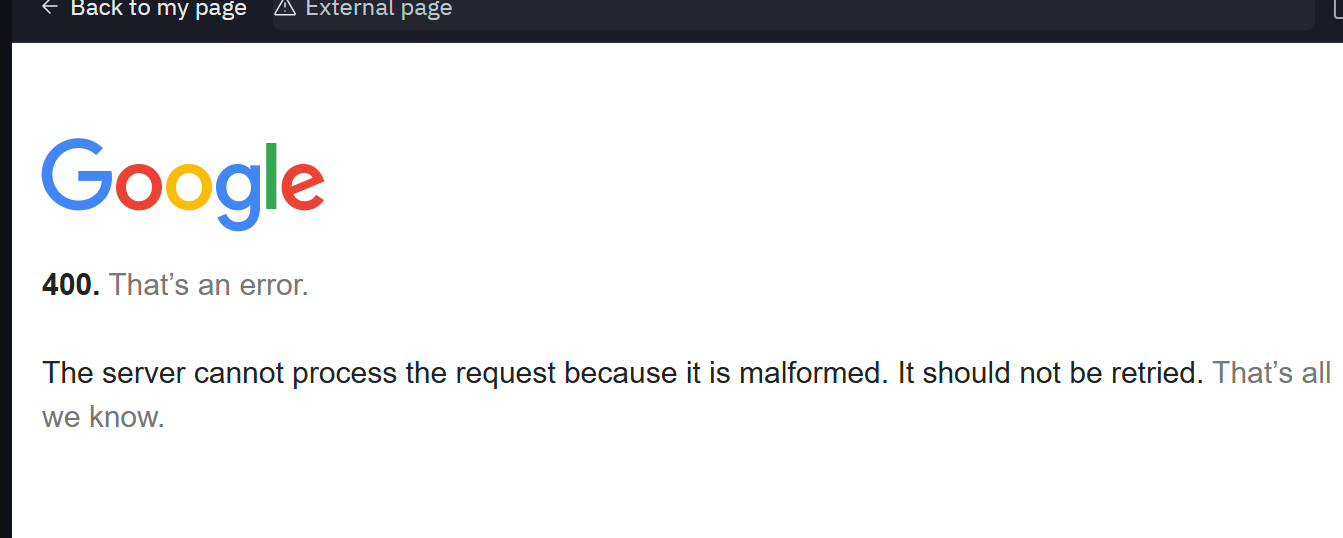 Back to my page External page
Google
400. That’s an error.
The server cannot process the request because it is malformed. It should not be retried. That’s all
we know.